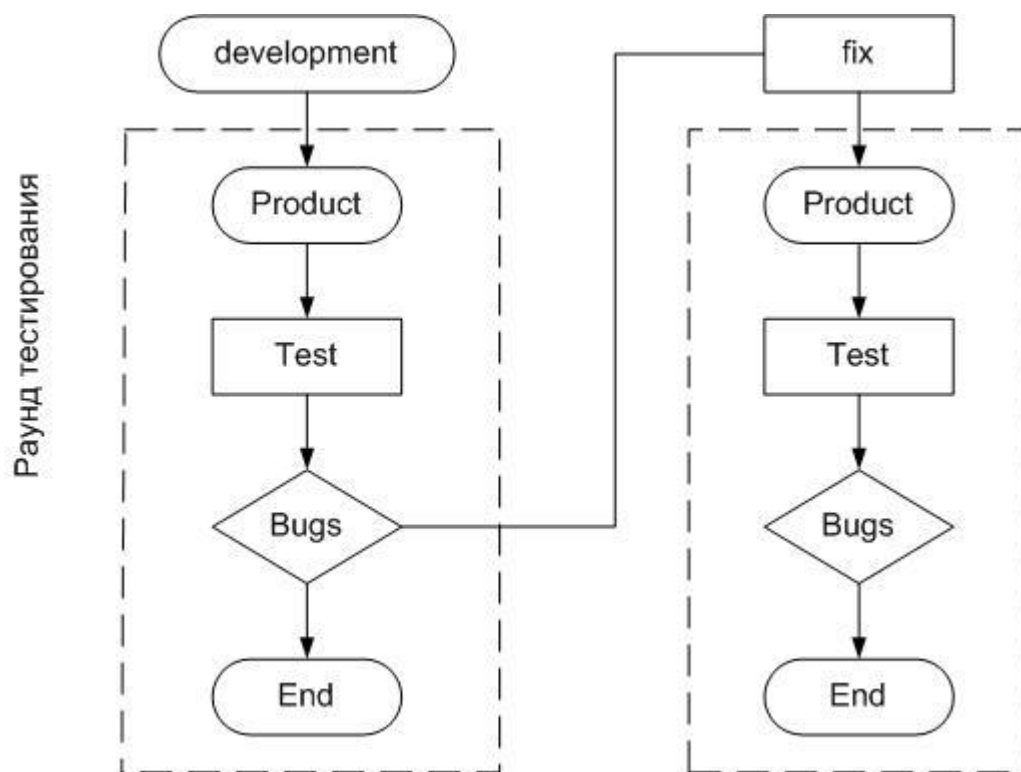 development
fix
Раунд тестирования
Product
Test
Bugs
End
Product
Test
Bugs
End